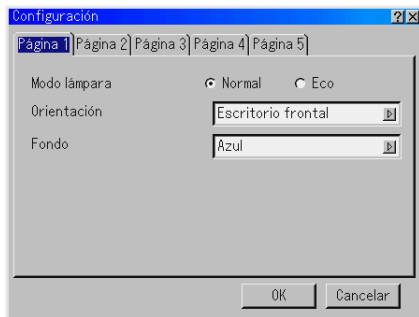 Configuración
Página 1 Página 2 Página 3 Página 4 Página 5
Modo lámpara Normal Eco
Orientación Escritorio frontal
Fondo Azul
OK Cancelar